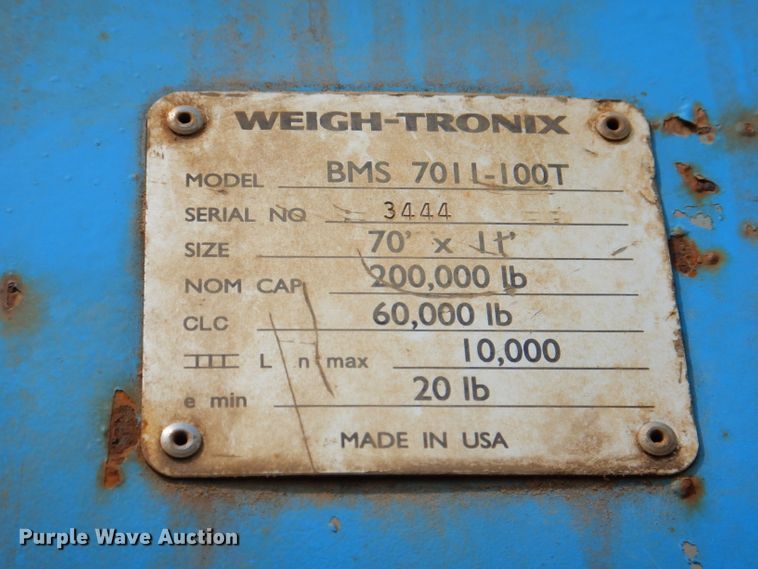 WEIGH-TRONIX
MODEL BMS 7011-100T
SERIAL NO 3444
SIZE 70' x 11'
NOM CAP 200,000 lb
CLC 60,000 lb
III L n max 10,000
e min 20 lb
MADE IN USA
Purple Wave Auction